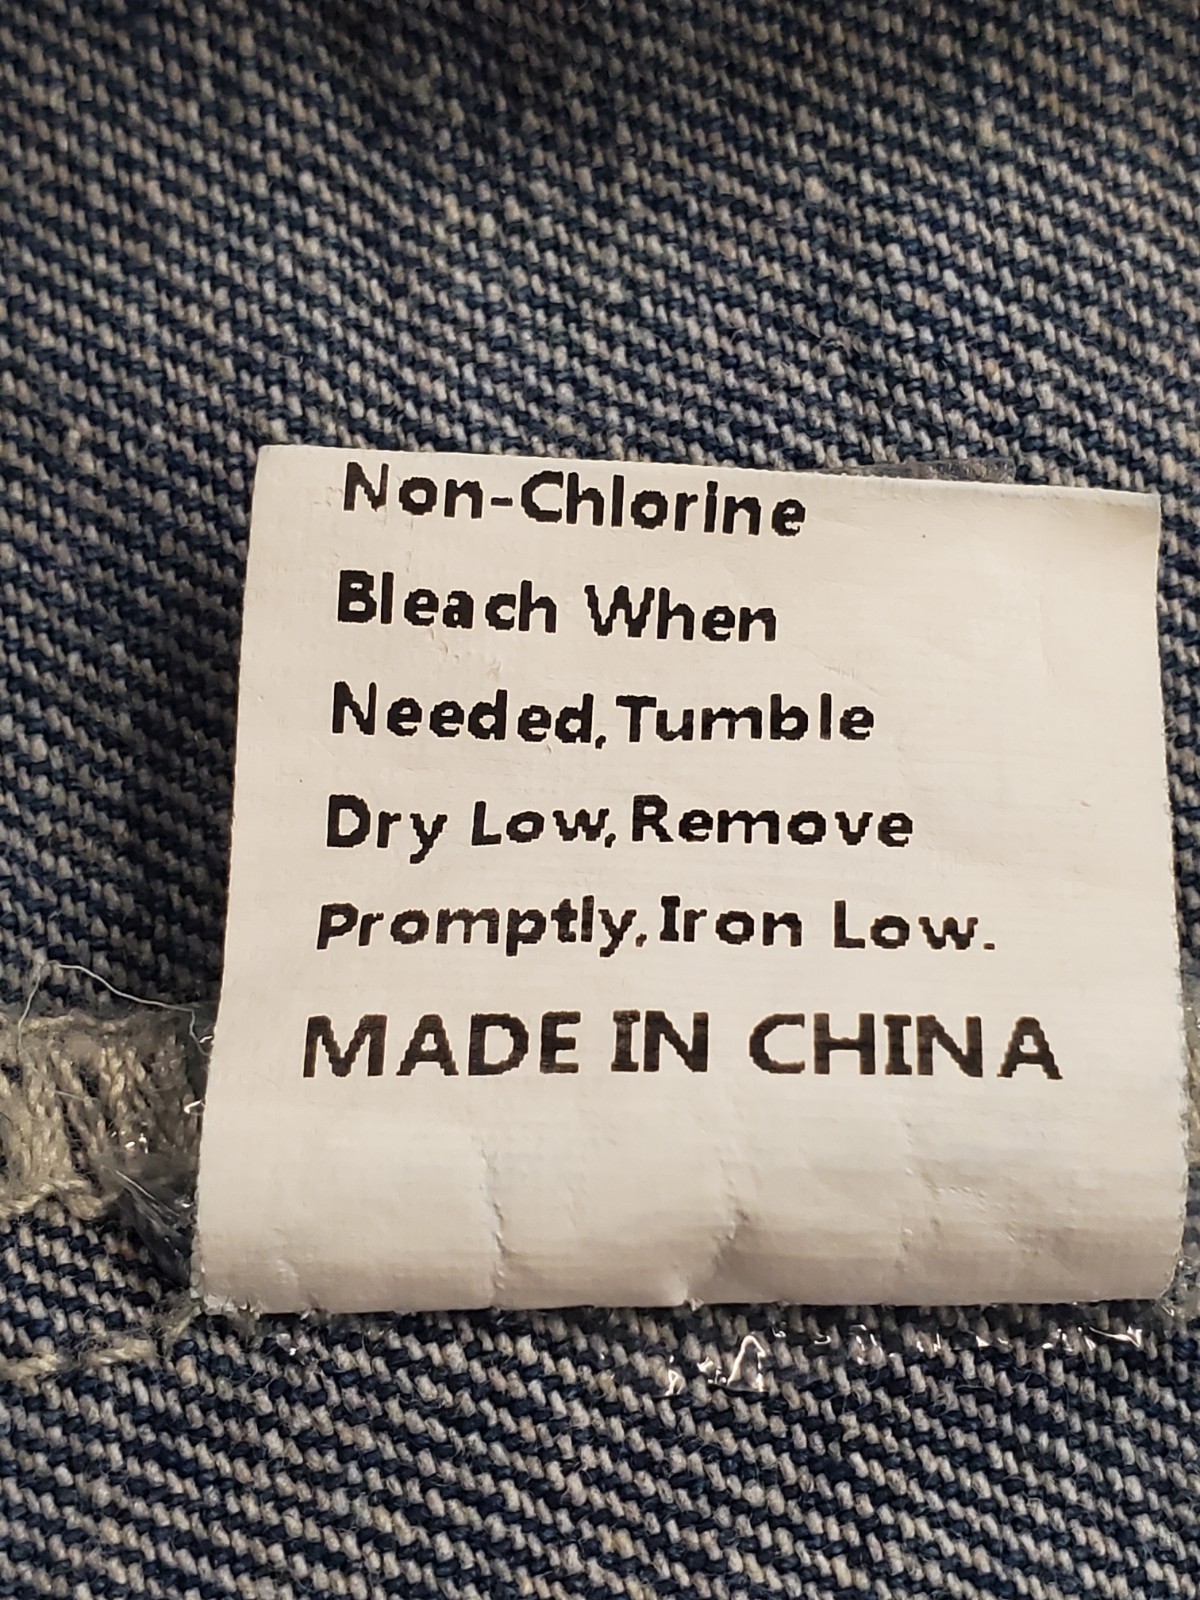 Non-Chlorine
Bleach When
Needed,Tumble
Dry Low,Remove
Promptly,Iron Low.
MADE IN CHINA